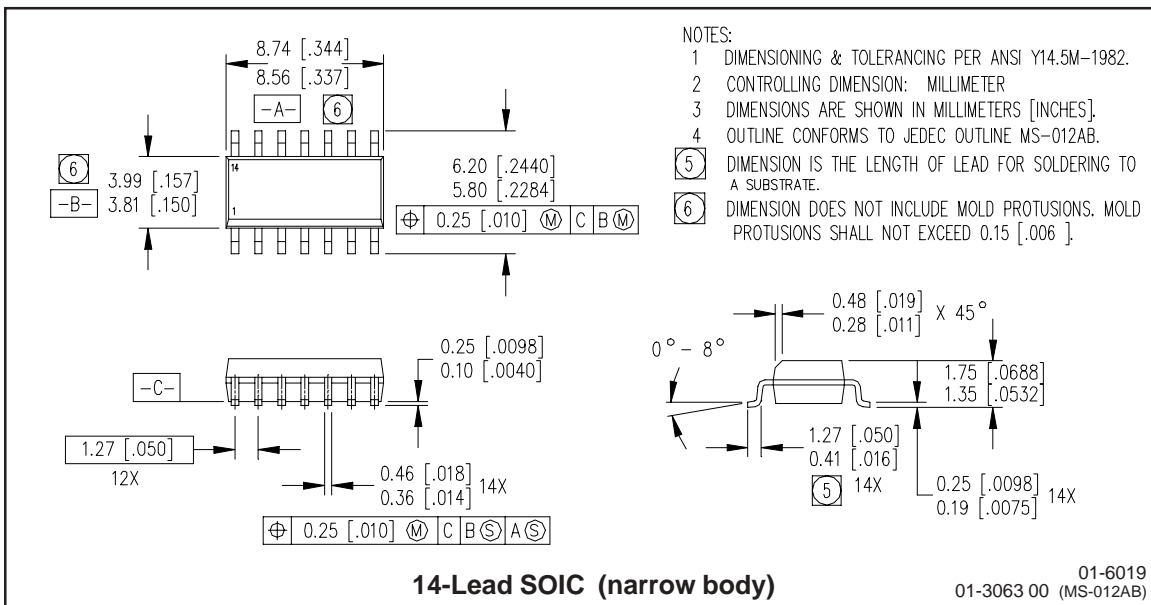 8.74 [.344]
8.56 [.337]
-A- 6
14
1
6
3.99 [.157]
3.81 [.150]
-B-
6.20 [.2440]
5.80 [.2284]
⌖ 0.25 [.010] Ⓜ C B Ⓜ
NOTES:
1 DIMENSIONING & TOLERANCING PER ANSI Y14.5M-1982.
2 CONTROLLING DIMENSION: MILLIMETER
3 DIMENSIONS ARE SHOWN IN MILLIMETERS [INCHES].
4 OUTLINE CONFORMS TO JEDEC OUTLINE MS-012AB.
5 DIMENSION IS THE LENGTH OF LEAD FOR SOLDERING TO
A SUBSTRATE.
6 DIMENSION DOES NOT INCLUDE MOLD PROTUSIONS. MOLD
PROTUSIONS SHALL NOT EXCEED 0.15 [.006 ].
-C-
0.25 [.0098]
0.10 [.0040]
1.27 [.050]
12X
0.46 [.018]
0.36 [.014] 14X
⌖ 0.25 [.010] Ⓜ C B Ⓢ A Ⓢ
0.48 [.019]
0.28 [.011] X 45°
0°-8°
1.75 [.0688]
1.35 [.0532]
1.27 [.050]
0.41 [.016]
5 14X
0.25 [.0098]
0.19 [.0075] 14X
14-Lead SOIC (narrow body)
01-6019
01-3063 00 (MS-012AB)